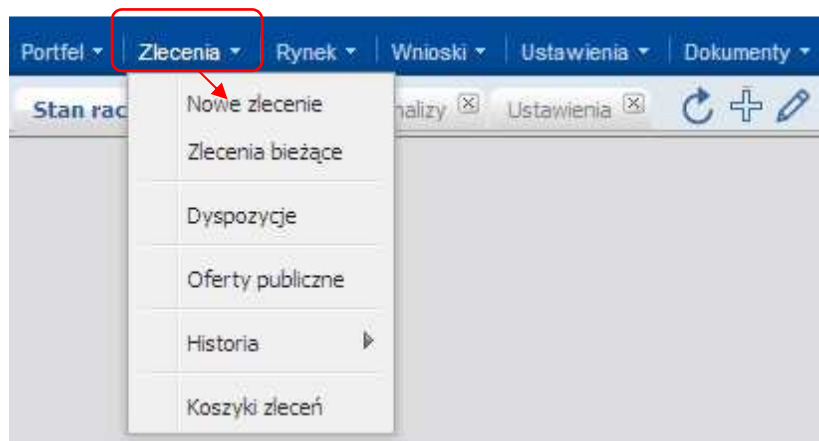 Portfel Zlecenia Rynek Wnioski Ustawienia Dokumenty
Stan rac nalizy Ustawienia
Nowe zlecenie
Zlecenia bieżące
Dyspozycje
Oferty publiczne
Historia
Koszyki zleceń